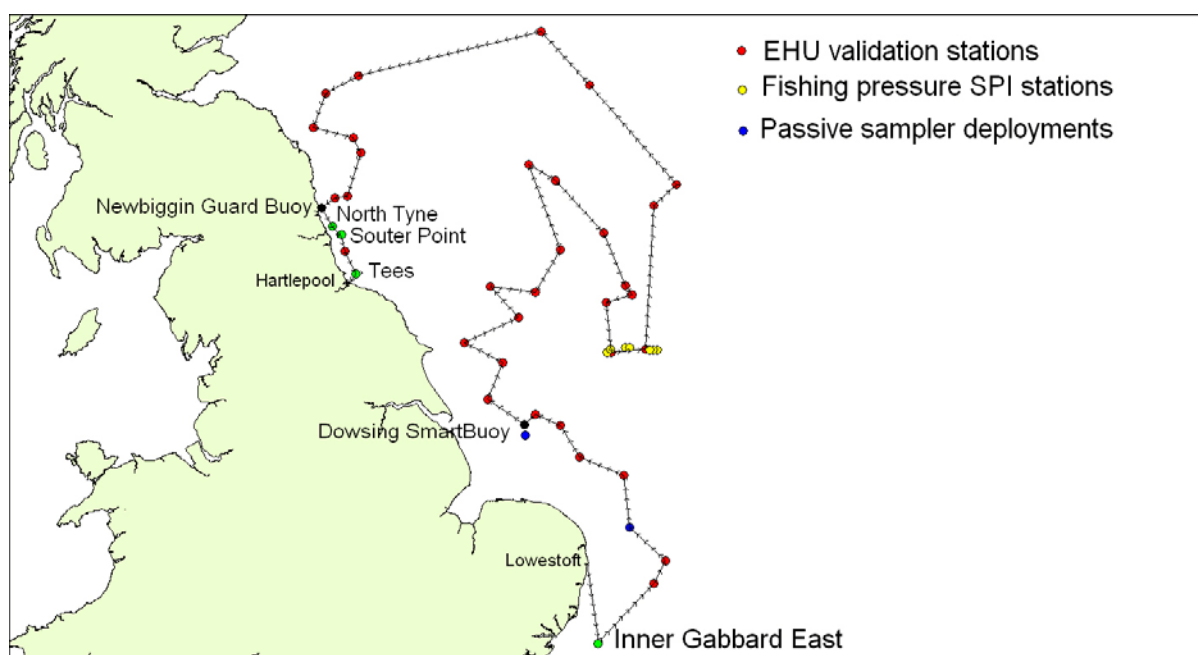 EHU validation stations
Fishing pressure SPI stations
Passive sampler deployments
Newbiggin Guard Buoy
North Tyne
Souter Point
Tees
Hartlepool
Dowsing SmartBuoy
Lowestoft
Inner Gabbard East